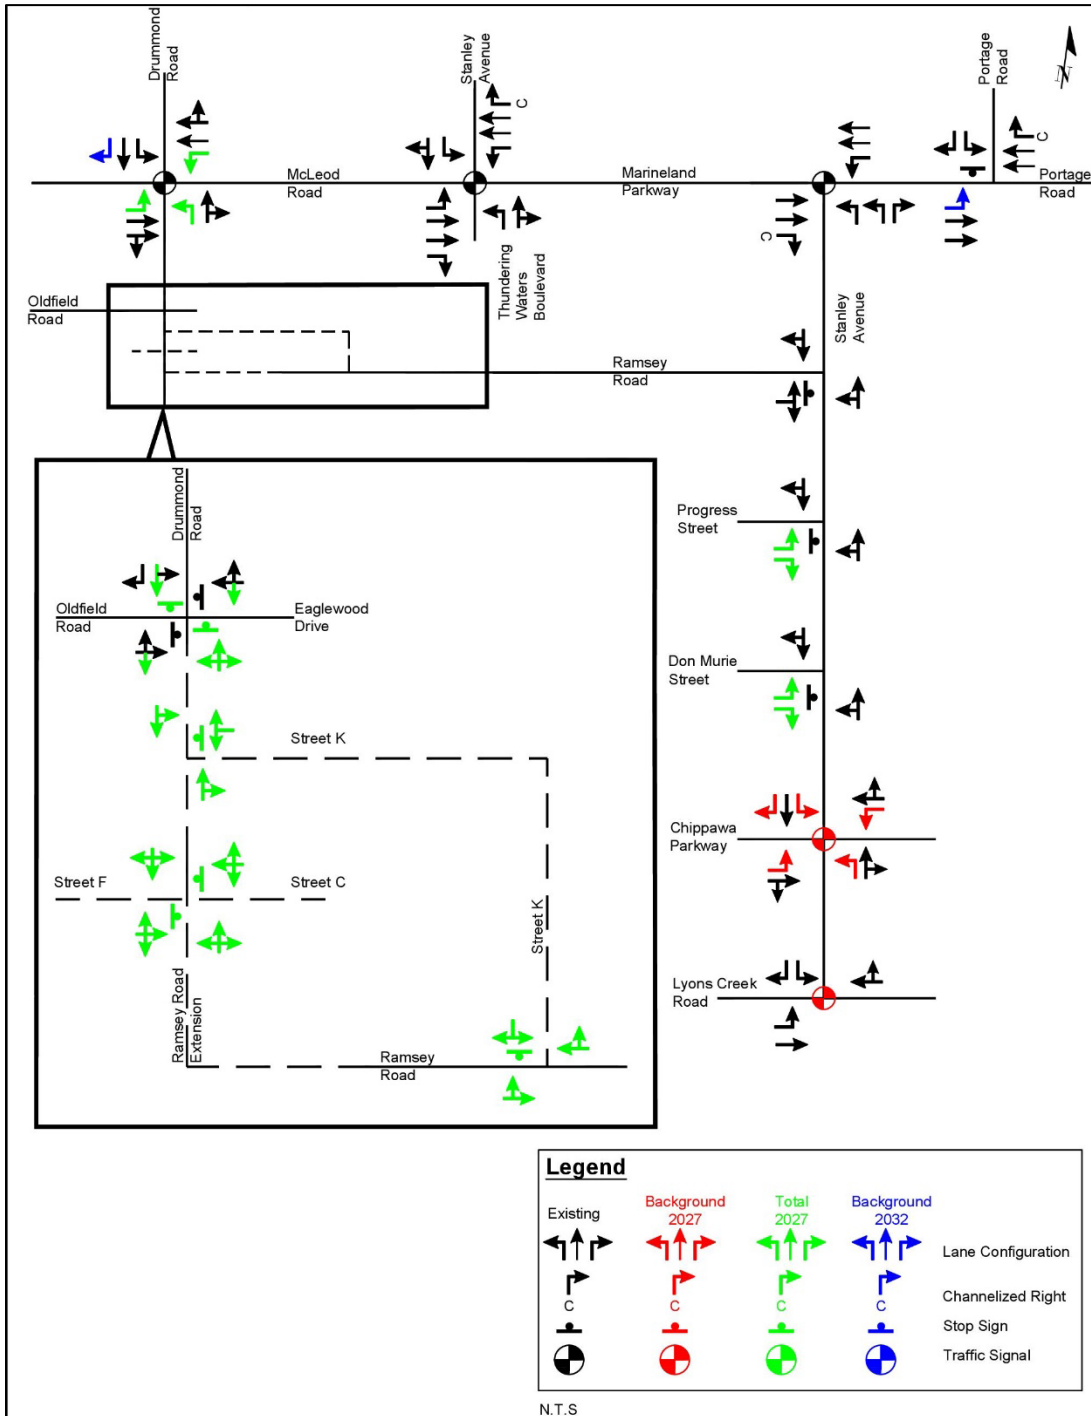 Drummond
Road
Stanley
Avenue
Portage
Road
N
C
C
McLeod
Road
Marineland
Parkway
Portage
Road
C
Thundering
Waters
Boulevard
Oldfield
Road
Stanley
Avenue
Ramsey
Road
Drummond
Road
Progress
Street
Oldfield
Road
Eaglewood
Drive
Don Murie
Street
Street K
Chippawa
Parkway
Street F
Street C
Street K
Ramsey Road
Extension
Lyons Creek
Road
Ramsey
Road
Legend
Existing
Background
2027
Total
2027
Background
2032
Lane Configuration
C
C
C
C
Channelized Right
Stop Sign
Traffic Signal
N.T.S